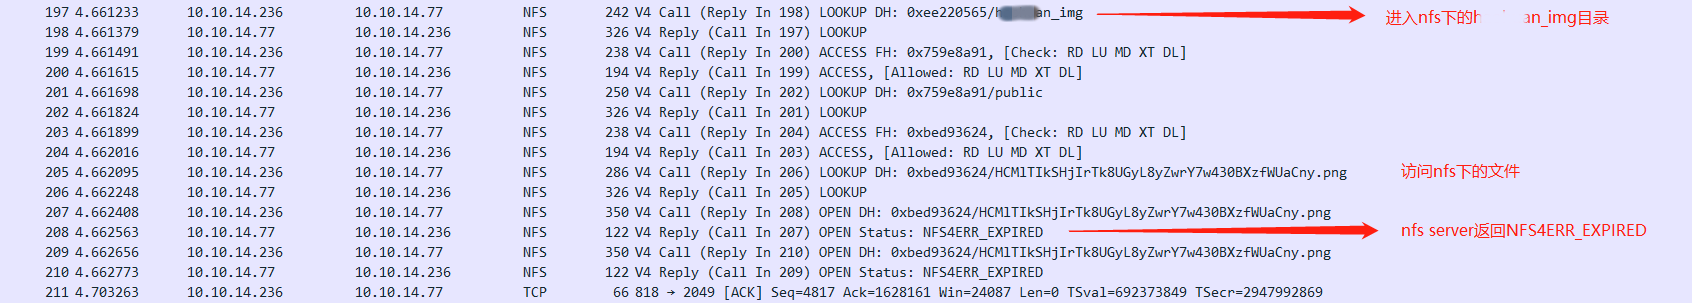 197 4.661233 10.10.14.236 10.10.14.77 NFS 242 V4 Call (Reply In 198) LOOKUP DH: 0xee220565/h an_img 进入nfs下的h an_img目录
198 4.661379 10.10.14.77 10.10.14.236 NFS 326 V4 Reply (Call In 197) LOOKUP
199 4.661491 10.10.14.236 10.10.14.77 NFS 238 V4 Call (Reply In 200) ACCESS FH: 0x759e8a91, [Check: RD LU MD XT DL]
200 4.661615 10.10.14.77 10.10.14.236 NFS 194 V4 Reply (Call In 199) ACCESS, [Allowed: RD LU MD XT DL]
201 4.661698 10.10.14.236 10.10.14.77 NFS 250 V4 Call (Reply In 202) LOOKUP DH: 0x759e8a91/public
202 4.661824 10.10.14.77 10.10.14.236 NFS 326 V4 Reply (Call In 201) LOOKUP
203 4.661899 10.10.14.236 10.10.14.77 NFS 238 V4 Call (Reply In 204) ACCESS FH: 0xbed93624, [Check: RD LU MD XT DL]
204 4.662016 10.10.14.77 10.10.14.236 NFS 194 V4 Reply (Call In 203) ACCESS, [Allowed: RD LU MD XT DL]
205 4.662095 10.10.14.236 10.10.14.77 NFS 286 V4 Call (Reply In 206) LOOKUP DH: 0xbed93624/HCMlTIkSHjIrTk8UGyL8yZwrY7w430BXzfWUaCny.png 访问nfs下的文件
206 4.662248 10.10.14.77 10.10.14.236 NFS 326 V4 Reply (Call In 205) LOOKUP
207 4.662408 10.10.14.236 10.10.14.77 NFS 350 V4 Call (Reply In 208) OPEN DH: 0xbed93624/HCMlTIkSHjIrTk8UGyL8yZwrY7w430BXzfWUaCny.png
208 4.662563 10.10.14.77 10.10.14.236 NFS 122 V4 Reply (Call In 207) OPEN Status: NFS4ERR_EXPIRED nfs server返回NFS4ERR_EXPIRED
209 4.662656 10.10.14.236 10.10.14.77 NFS 350 V4 Call (Reply In 210) OPEN DH: 0xbed93624/HCMlTIkSHjIrTk8UGyL8yZwrY7w430BXzfWUaCny.png
210 4.662773 10.10.14.77 10.10.14.236 NFS 122 V4 Reply (Call In 209) OPEN Status: NFS4ERR_EXPIRED
211 4.703263 10.10.14.236 10.10.14.77 TCP 66 818 → 2049 [ACK] Seq=4817 Ack=1628161 Win=24087 Len=0 TSval=692373849 TSecr=2947992869